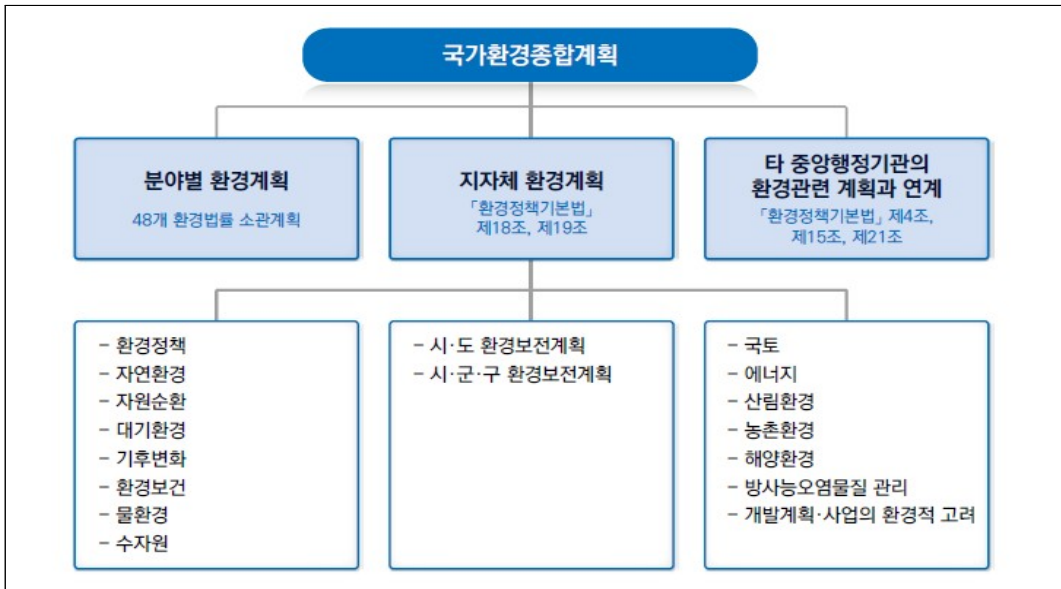 국가환경종합계획
분야별 환경계획
48개 환경법률 소관계획
지자체 환경계획
「환경정책기본법」
제18조, 제19조
타 중앙행정기관의
환경관련 계획과 연계
「환경정책기본법」 제4조,
제15조, 제21조
- 환경정책
- 자연환경
- 자원순환
- 대기환경
- 기후변화
- 환경보건
- 물환경
- 수자원
- 시·도 환경보전계획
- 시·군·구 환경보전계획
- 국토
- 에너지
- 산림환경
- 농촌환경
- 해양환경
- 방사능오염물질 관리
- 개발계획·사업의 환경적 고려